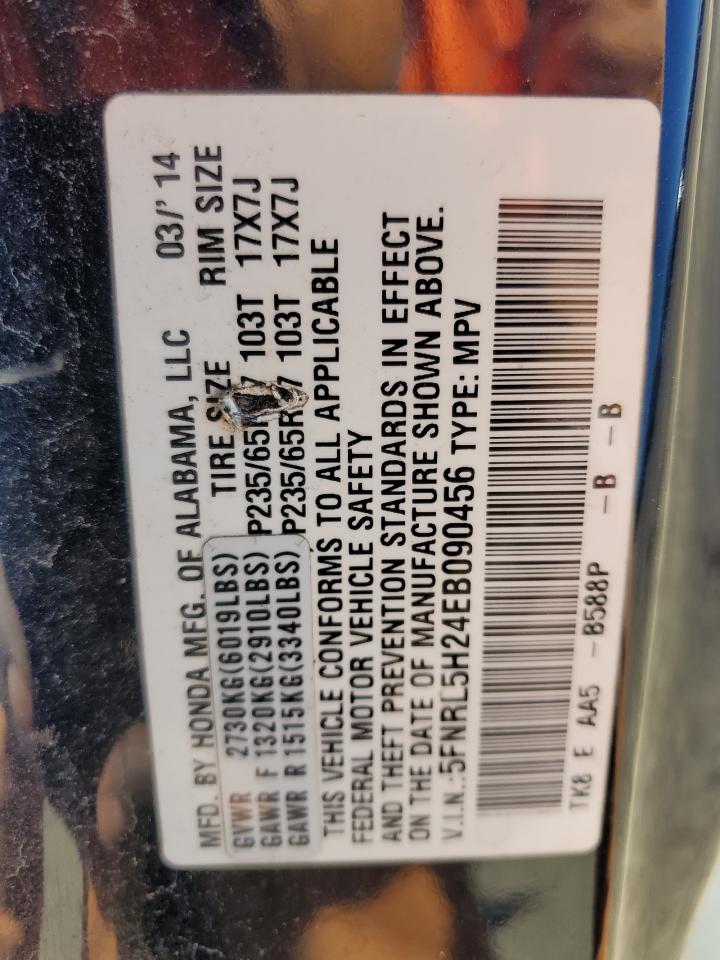 MFD. BY HONDA MFG. OF ALABAMA, LLC 03/' 14
GVWR 2730KG(6019LBS) TIRE SIZE RIM SIZE
GAWR F 1320KG(2910LBS) P235/65 103T 17X7J
GAWR R 1515KG(3340LBS) P235/65R 7 103T 17X7J
THIS VEHICLE CONFORMS TO ALL APPLICABLE
FEDERAL MOTOR VEHICLE SAFETY
AND THEFT PREVENTION STANDARDS IN EFFECT
ON THE DATE OF MANUFACTURE SHOWN ABOVE.
V.I.N.:5FNRL5H24EB090456 TYPE: MPV
TK8 E AA5 -B588P -B -B